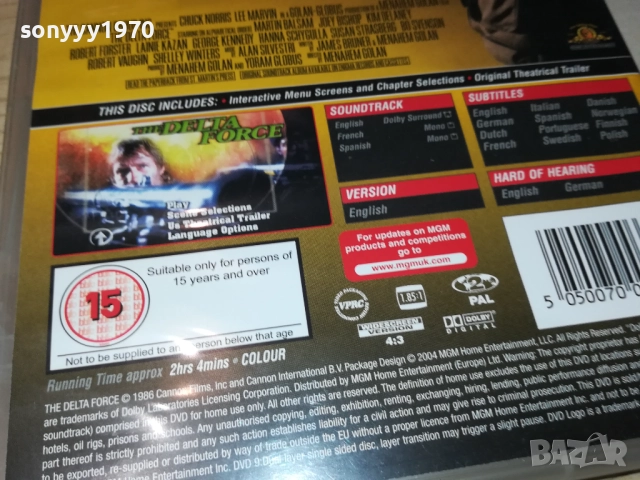 sonyyy1970
CHUCK NORRIS LEE MARVIN
GOLAN-GLOBUS
MARTIN BALSAM JOEY BISHOP KIM DELANEY
ROBERT FORSTER LAINIE KAZAN GEORGE KENNEDY HANNA SCHYGULLA SUSAN STRASBERG BO SVENSON
ROBERT VAUGHN SHELLEY WINTERS ALAN SILVESTRI JAMES BRUNER MENAHEM GOLAN
MENAHEM GOLAN YORAM GLOBUS MENAHEM GOLAN
THIS DISC INCLUDES: • Interactive Menu Screens and Chapter Selections • Original Theatrical Trailer
THE DELTA FORCE
Play
Scene Selections
Us Theatrical Trailer
Language Options
SOUNDTRACK
English Dolby Surround
French Mono
Spanish Mono
VERSION
English
SUBTITLES
English Italian Danish
German Spanish Norwegian
Dutch Portuguese Finnish
French Swedish Polish
HARD OF HEARING
English German
For updates on MGM
products and competitions
go to
www.mgmuk.com
15
Suitable only for persons of
15 years and over
Not to be supplied to any person below that age
VPRC
1.85:1
WIDESCREEN
VERSION
4:3
2
PAL
DOLBY
DIGITAL
5 050070 0
Running Time approx 2hrs 4mins • COLOUR
THE DELTA FORCE © 1986 Cannon Films, Inc and Cannon International B.V. Package Design © 2004 MGM Home Entertainment, LLC. All Rights Reserved.
are trademarks of Dolby Laboratories Licensing Corporation. Distributed by MGM Home Entertainment (Europe) Ltd. Warning: The copyright proprietor has
soundtrack) comprised in this DVD for home use only. All other rights are reserved. The definition of home use excludes the use of this DVD at locations
hotels, oil rigs, prisons and schools. Any unauthorised copying, editing, exhibition, renting, exchanging, hiring, lending, public performance, diffusion
part thereof is strictly prohibited and any such action establishes liability for a civil action and may give rise to criminal prosecution. This DVD is
to be exported, re-supplied or distributed by way of trade outside the EU without a proper license from MGM Home Entertainment Inc.
Home Entertainment Inc. DVD 9:Dual layer single sided disc, layer transition may trigger a slight pause. DVD Logo is a trademark
BAZAR